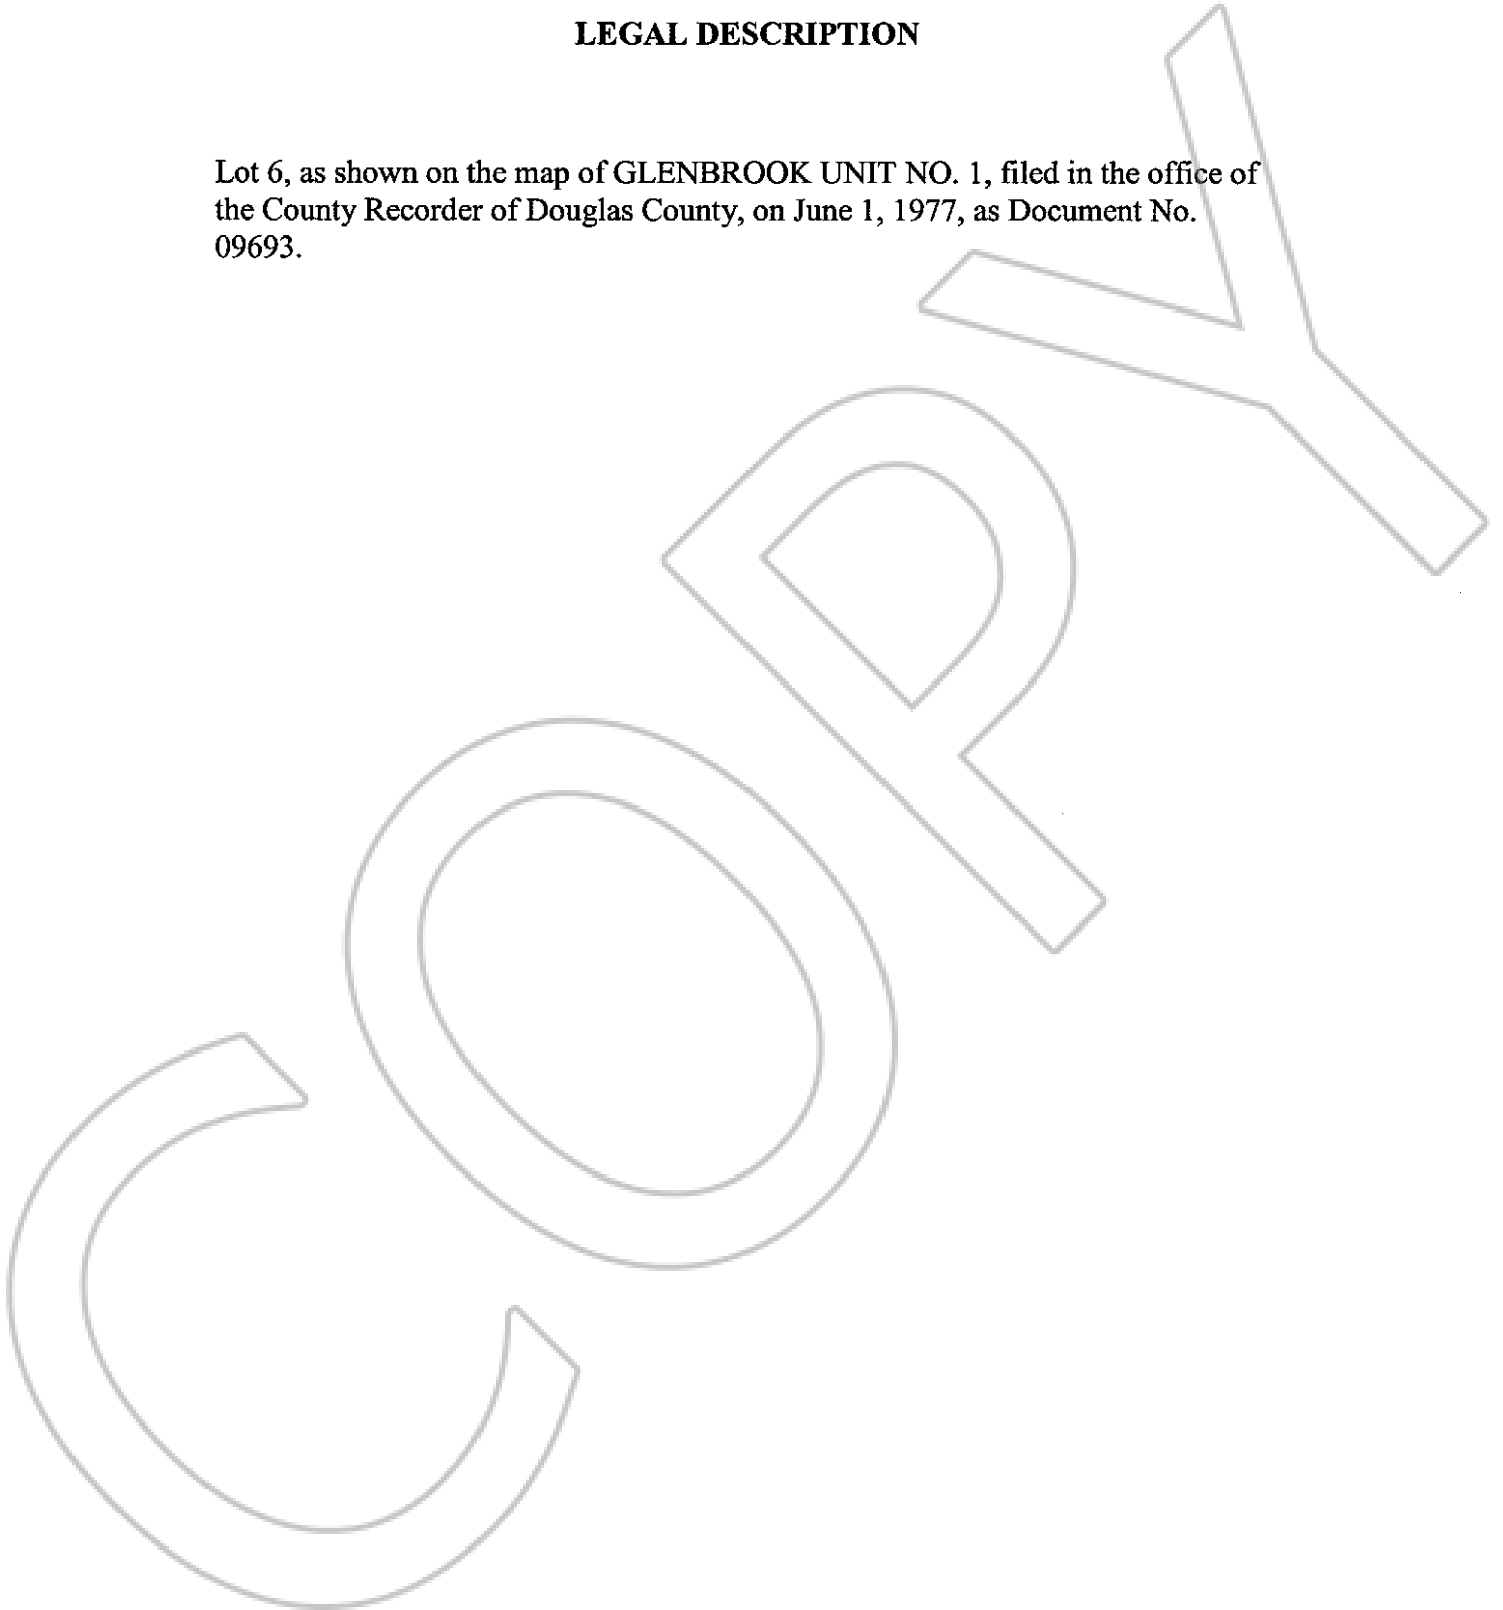 LEGAL DESCRIPTION
Lot 6, as shown on the map of GLENBROOK UNIT NO. 1, filed in the office of
the County Recorder of Douglas County, on June 1, 1977, as Document No.
09693.
COPY